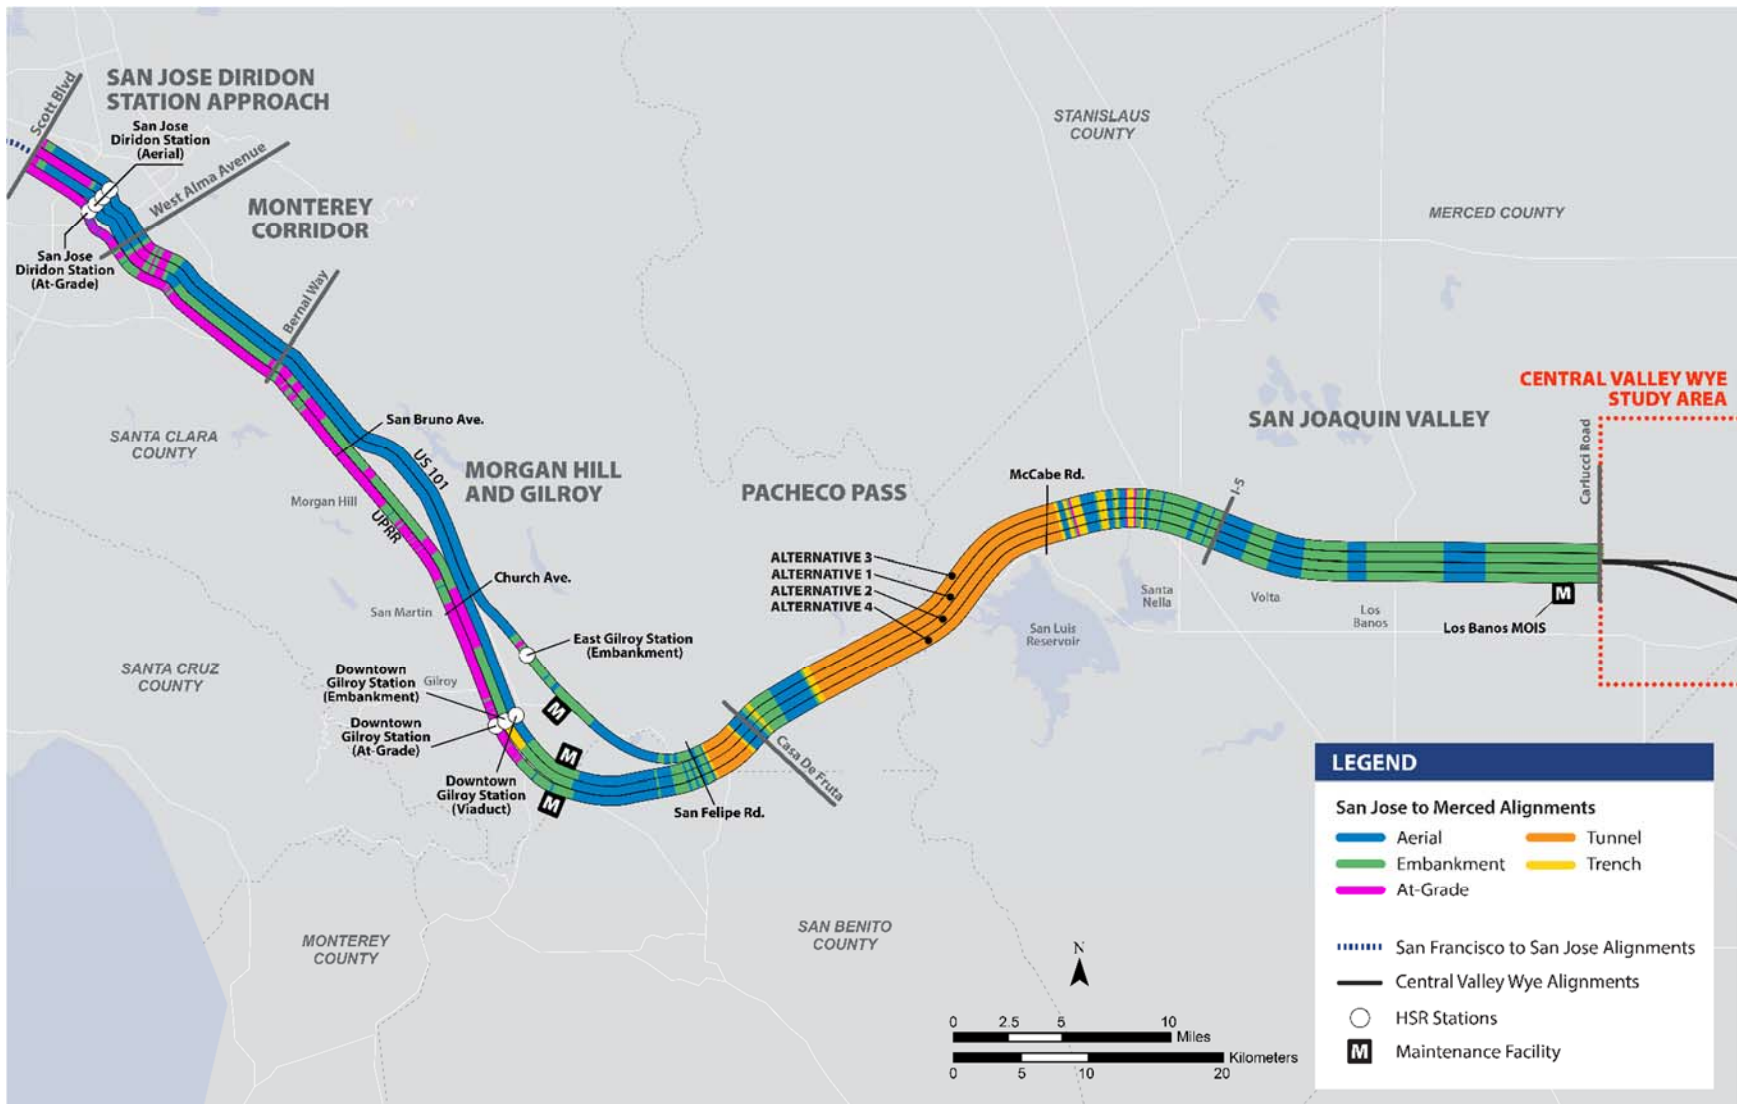 Scott Blvd
SAN JOSE DIRIDON
STATION APPROACH
San Jose
Diridon Station
(Aerial)
West Alma Avenue
MONTEREY
CORRIDOR
San Jose
Diridon Station
(At-Grade)
Bernal Way
STANISLAUS
COUNTY
MERCED COUNTY
CENTRAL VALLEY WYE
STUDY AREA
SAN JOAQUIN VALLEY
Carlucci Road
SANTA CLARA
COUNTY
San Bruno Ave.
US 101
MORGAN HILL
AND GILROY
Morgan Hill
UPRR
PACHECO PASS
McCabe Rd.
I-5
ALTERNATIVE 3
ALTERNATIVE 1
ALTERNATIVE 2
ALTERNATIVE 4
Church Ave.
San Martin
Santa
Nella
Volta
Los
Banos
M
Los Banos MOIS
San Luis
Reservoir
East Gilroy Station
(Embankment)
SANTA CRUZ
COUNTY
Downtown
Gilroy Station
(Embankment)
Gilroy
Downtown
Gilroy Station
(At-Grade)
M
M
M
Downtown
Gilroy Station
(Viaduct)
San Felipe Rd.
Casa De Fruta
MONTEREY
COUNTY
SAN BENITO
COUNTY
N
0 2.5 5 10
Miles
Kilometers
0 5 10 20
LEGEND
San Jose to Merced Alignments
Aerial
Tunnel
Embankment
Trench
At-Grade
San Francisco to San Jose Alignments
Central Valley Wye Alignments
HSR Stations
M Maintenance Facility